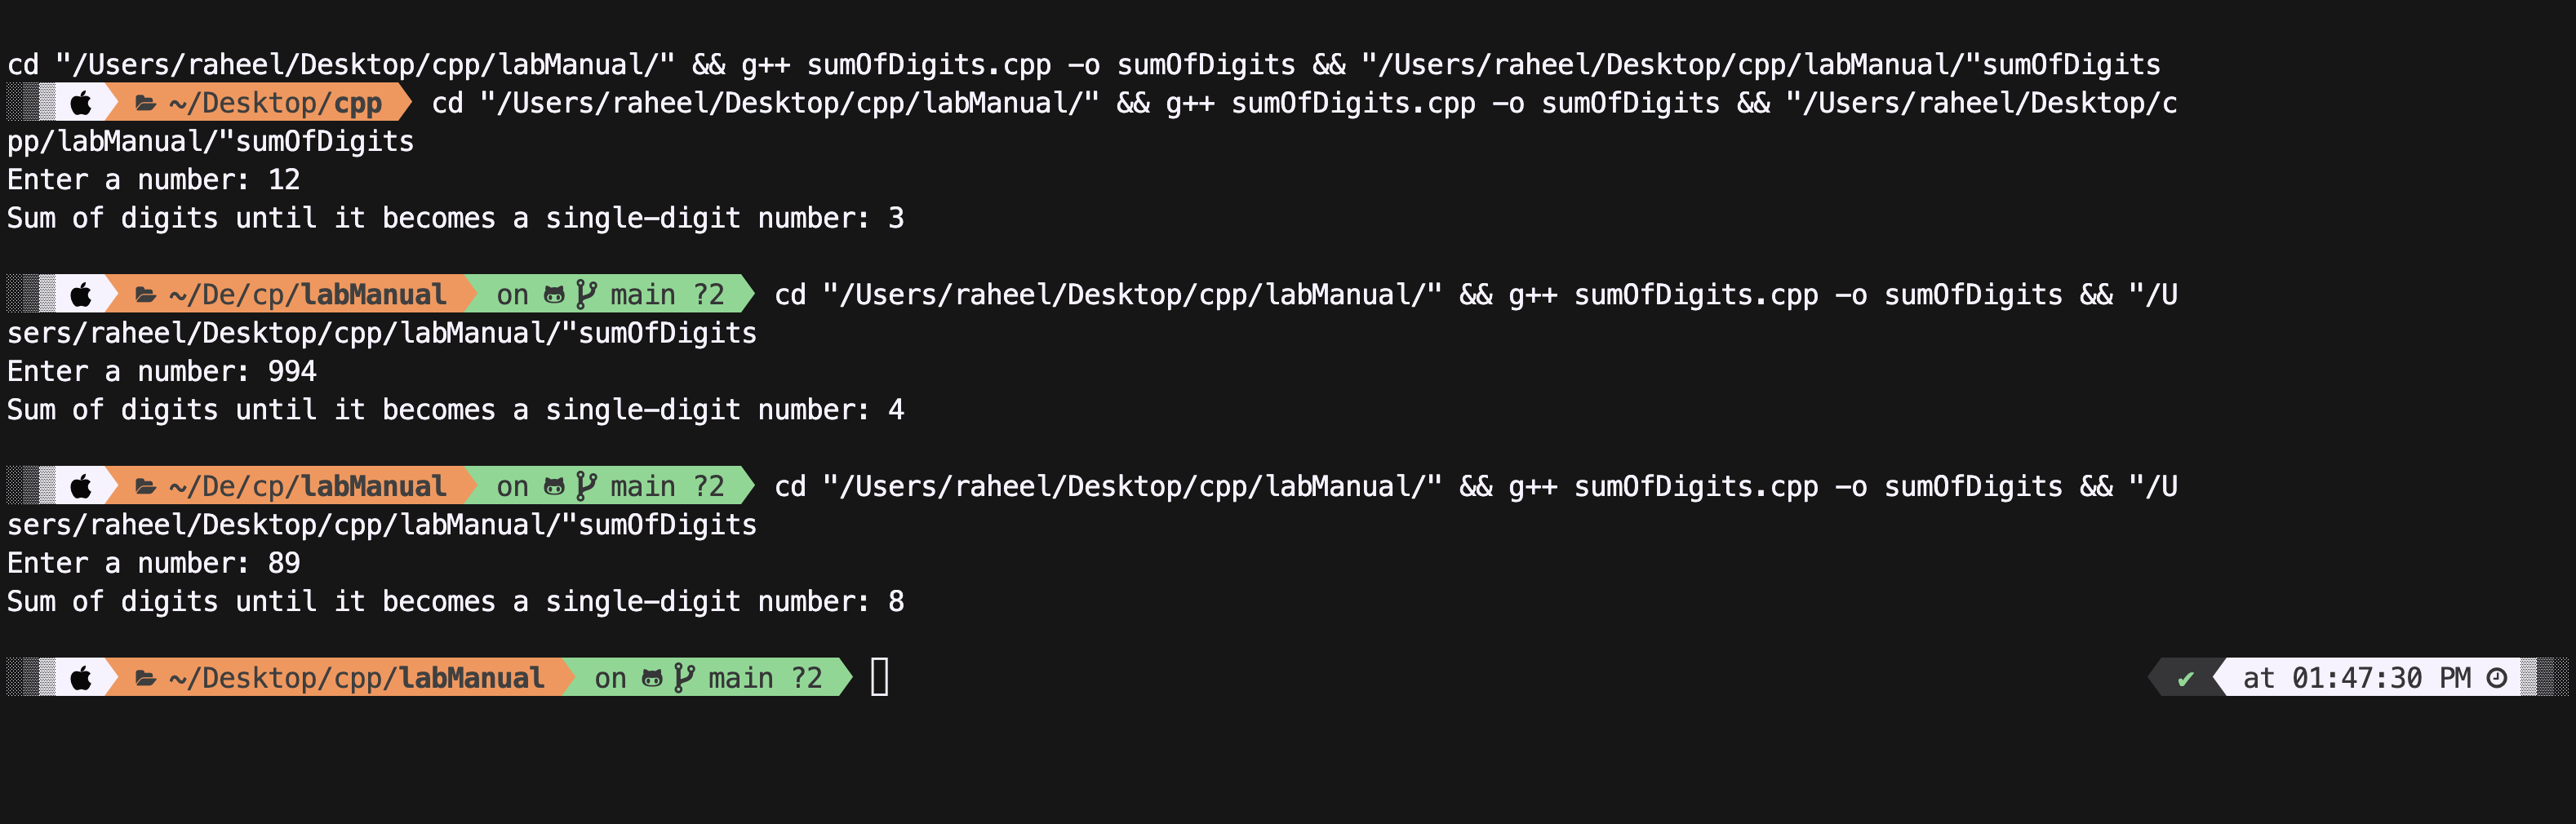 cd "/Users/raheel/Desktop/cpp/labManual/" && g++ sumOfDigits.cpp -o sumOfDigits && "/Users/raheel/Desktop/cpp/labManual/"sumOfDigits
~/Desktop/cpp cd "/Users/raheel/Desktop/cpp/labManual/" && g++ sumOfDigits.cpp -o sumOfDigits && "/Users/raheel/Desktop/c
pp/labManual/"sumOfDigits
Enter a number: 12
Sum of digits until it becomes a single-digit number: 3
~/De/cp/labManual on main ?2 cd "/Users/raheel/Desktop/cpp/labManual/" && g++ sumOfDigits.cpp -o sumOfDigits && "/U
sers/raheel/Desktop/cpp/labManual/"sumOfDigits
Enter a number: 994
Sum of digits until it becomes a single-digit number: 4
~/De/cp/labManual on main ?2 cd "/Users/raheel/Desktop/cpp/labManual/" && g++ sumOfDigits.cpp -o sumOfDigits && "/U
sers/raheel/Desktop/cpp/labManual/"sumOfDigits
Enter a number: 89
Sum of digits until it becomes a single-digit number: 8
~/Desktop/cpp/labManual on main ?2 ✔ at 01:47:30 PM